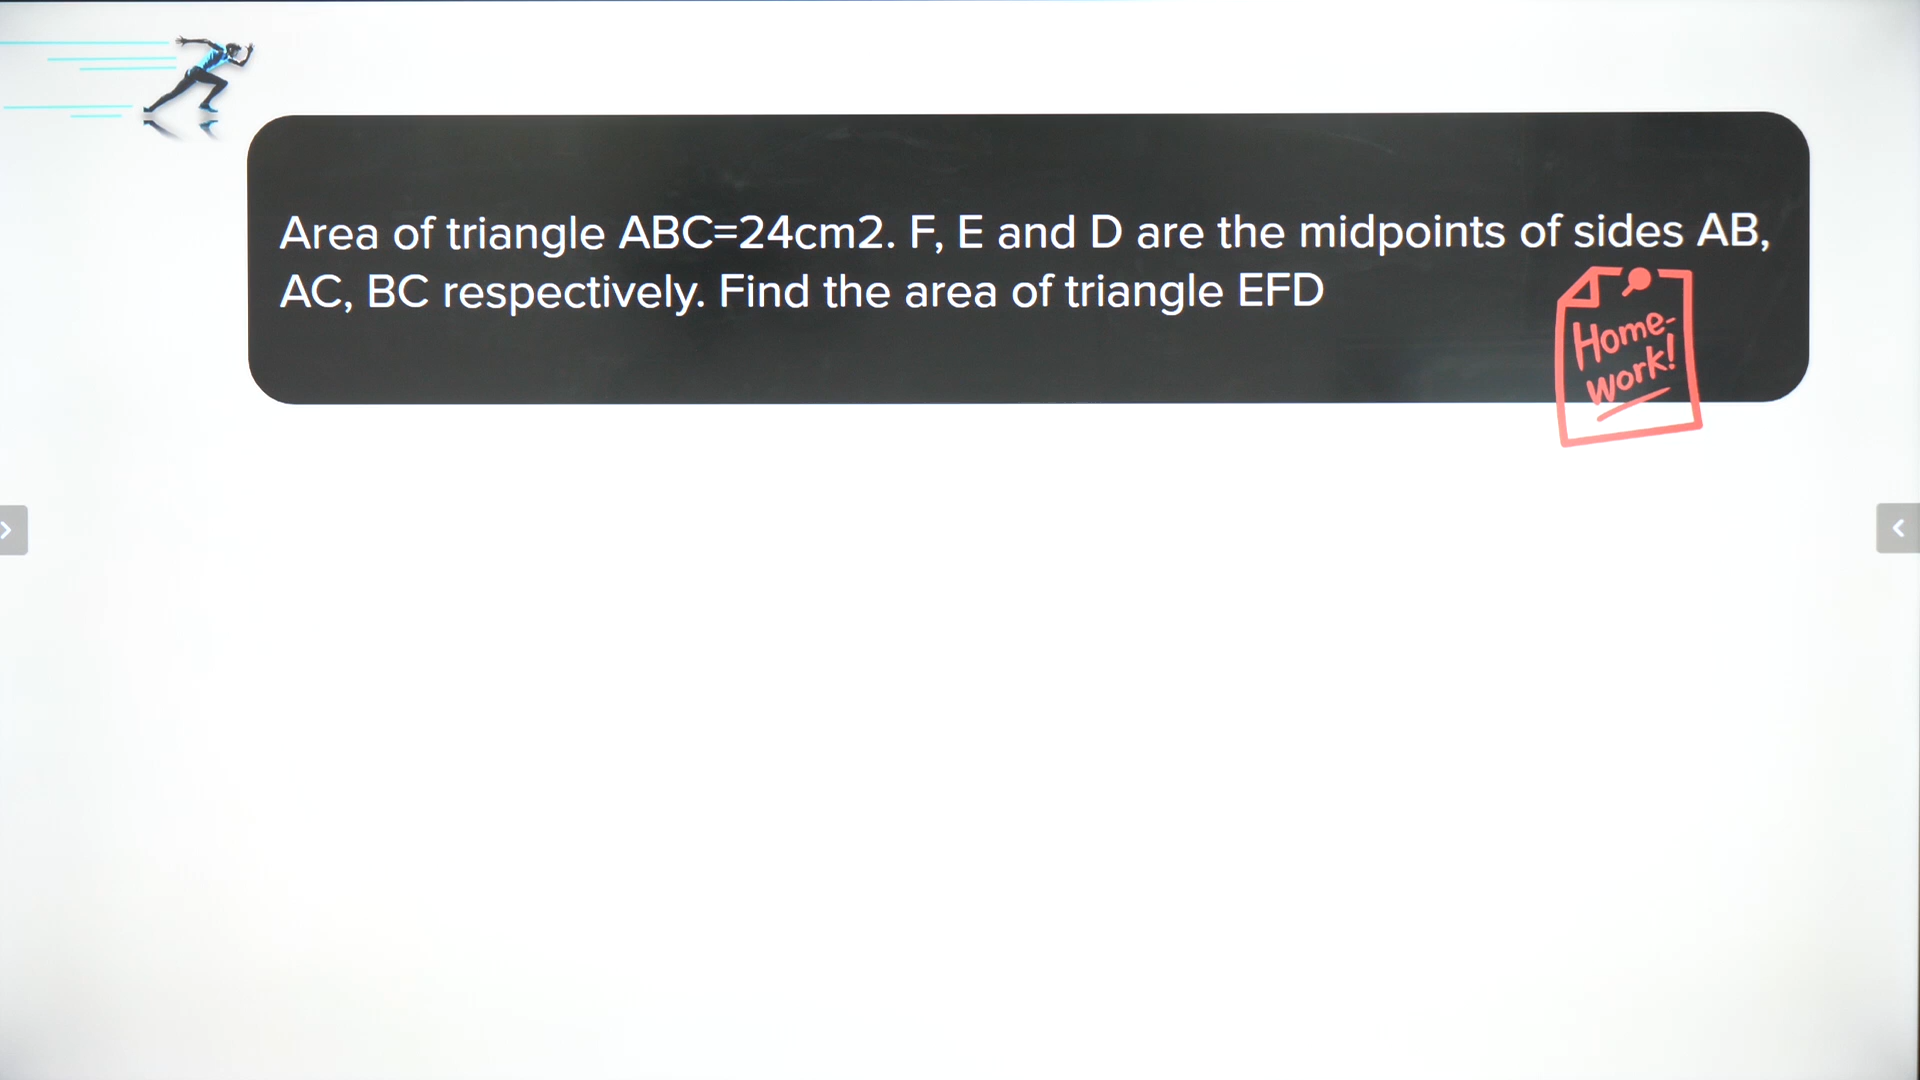 Area of triangle ABC=24cm2. F, E and D are the midpoints of sides AB,
AC, BC respectively. Find the area of triangle EFD
Home-
work!